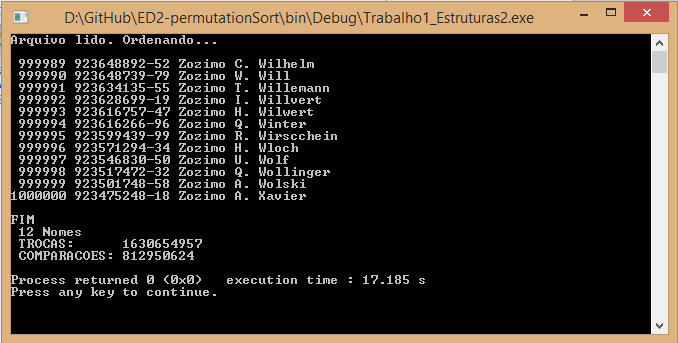 D:\GitHub\ED2-permutationSort\bin\Debug\Trabalho1_Estruturas2.exe
Arquivo lido. Ordenando...
999989 923648892-52 Zozimo C. Wilhelm
999990 923648739-79 Zozimo W. Will
999991 923634135-55 Zozimo T. Willemann
999992 923628699-19 Zozimo I. Willvert
999993 923616757-47 Zozimo H. Wilwert
999994 923616266-96 Zozimo Q. Winter
999995 923599439-99 Zozimo R. Wirscchein
999996 923571294-34 Zozimo H. Wloch
999997 923546830-50 Zozimo U. Wolf
999998 923517472-32 Zozimo Q. Wollinger
999999 923501748-58 Zozimo A. Wolski
1000000 923475248-18 Zozimo A. Xavier
FIM
12 Nomes
TROCAS: 1630654957
COMPARACOES: 812950624
Process returned 0 (0x0) execution time : 17.185 s
Press any key to continue.